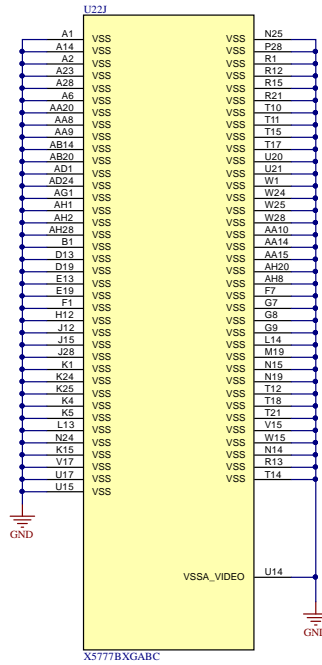 U22J
A1 VSS VSS N25
A14 VSS VSS P28
A2 VSS VSS R1
A23 VSS VSS R12
A28 VSS VSS R15
A6 VSS VSS R21
AA20 VSS VSS T10
AA8 VSS VSS T11
AA9 VSS VSS T15
AB14 VSS VSS T17
AB20 VSS VSS U20
AD1 VSS VSS U21
AD24 VSS VSS W1
AG1 VSS VSS W24
AH1 VSS VSS W25
AH2 VSS VSS W28
AH28 VSS VSS AA10
B1 VSS VSS AA14
D13 VSS VSS AA15
D19 VSS VSS AH20
E13 VSS VSS AH8
E19 VSS VSS F7
F1 VSS VSS G7
H12 VSS VSS G8
J12 VSS VSS G9
J15 VSS VSS L14
J28 VSS VSS M19
K1 VSS VSS N15
K24 VSS VSS N19
K25 VSS VSS T12
K4 VSS VSS T18
K5 VSS VSS T21
L13 VSS VSS V15
N24 VSS VSS W15
K15 VSS VSS N14
V17 VSS VSS R13
U17 VSS VSS T14
U15 VSS
GND
VSSA_VIDEO U14
GND
X5777BXGABC